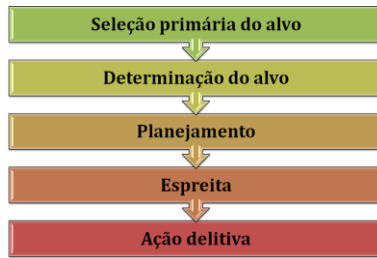 Seleção primária do alvo
Determinação do alvo
Planejamento
Espreita
Ação delitiva